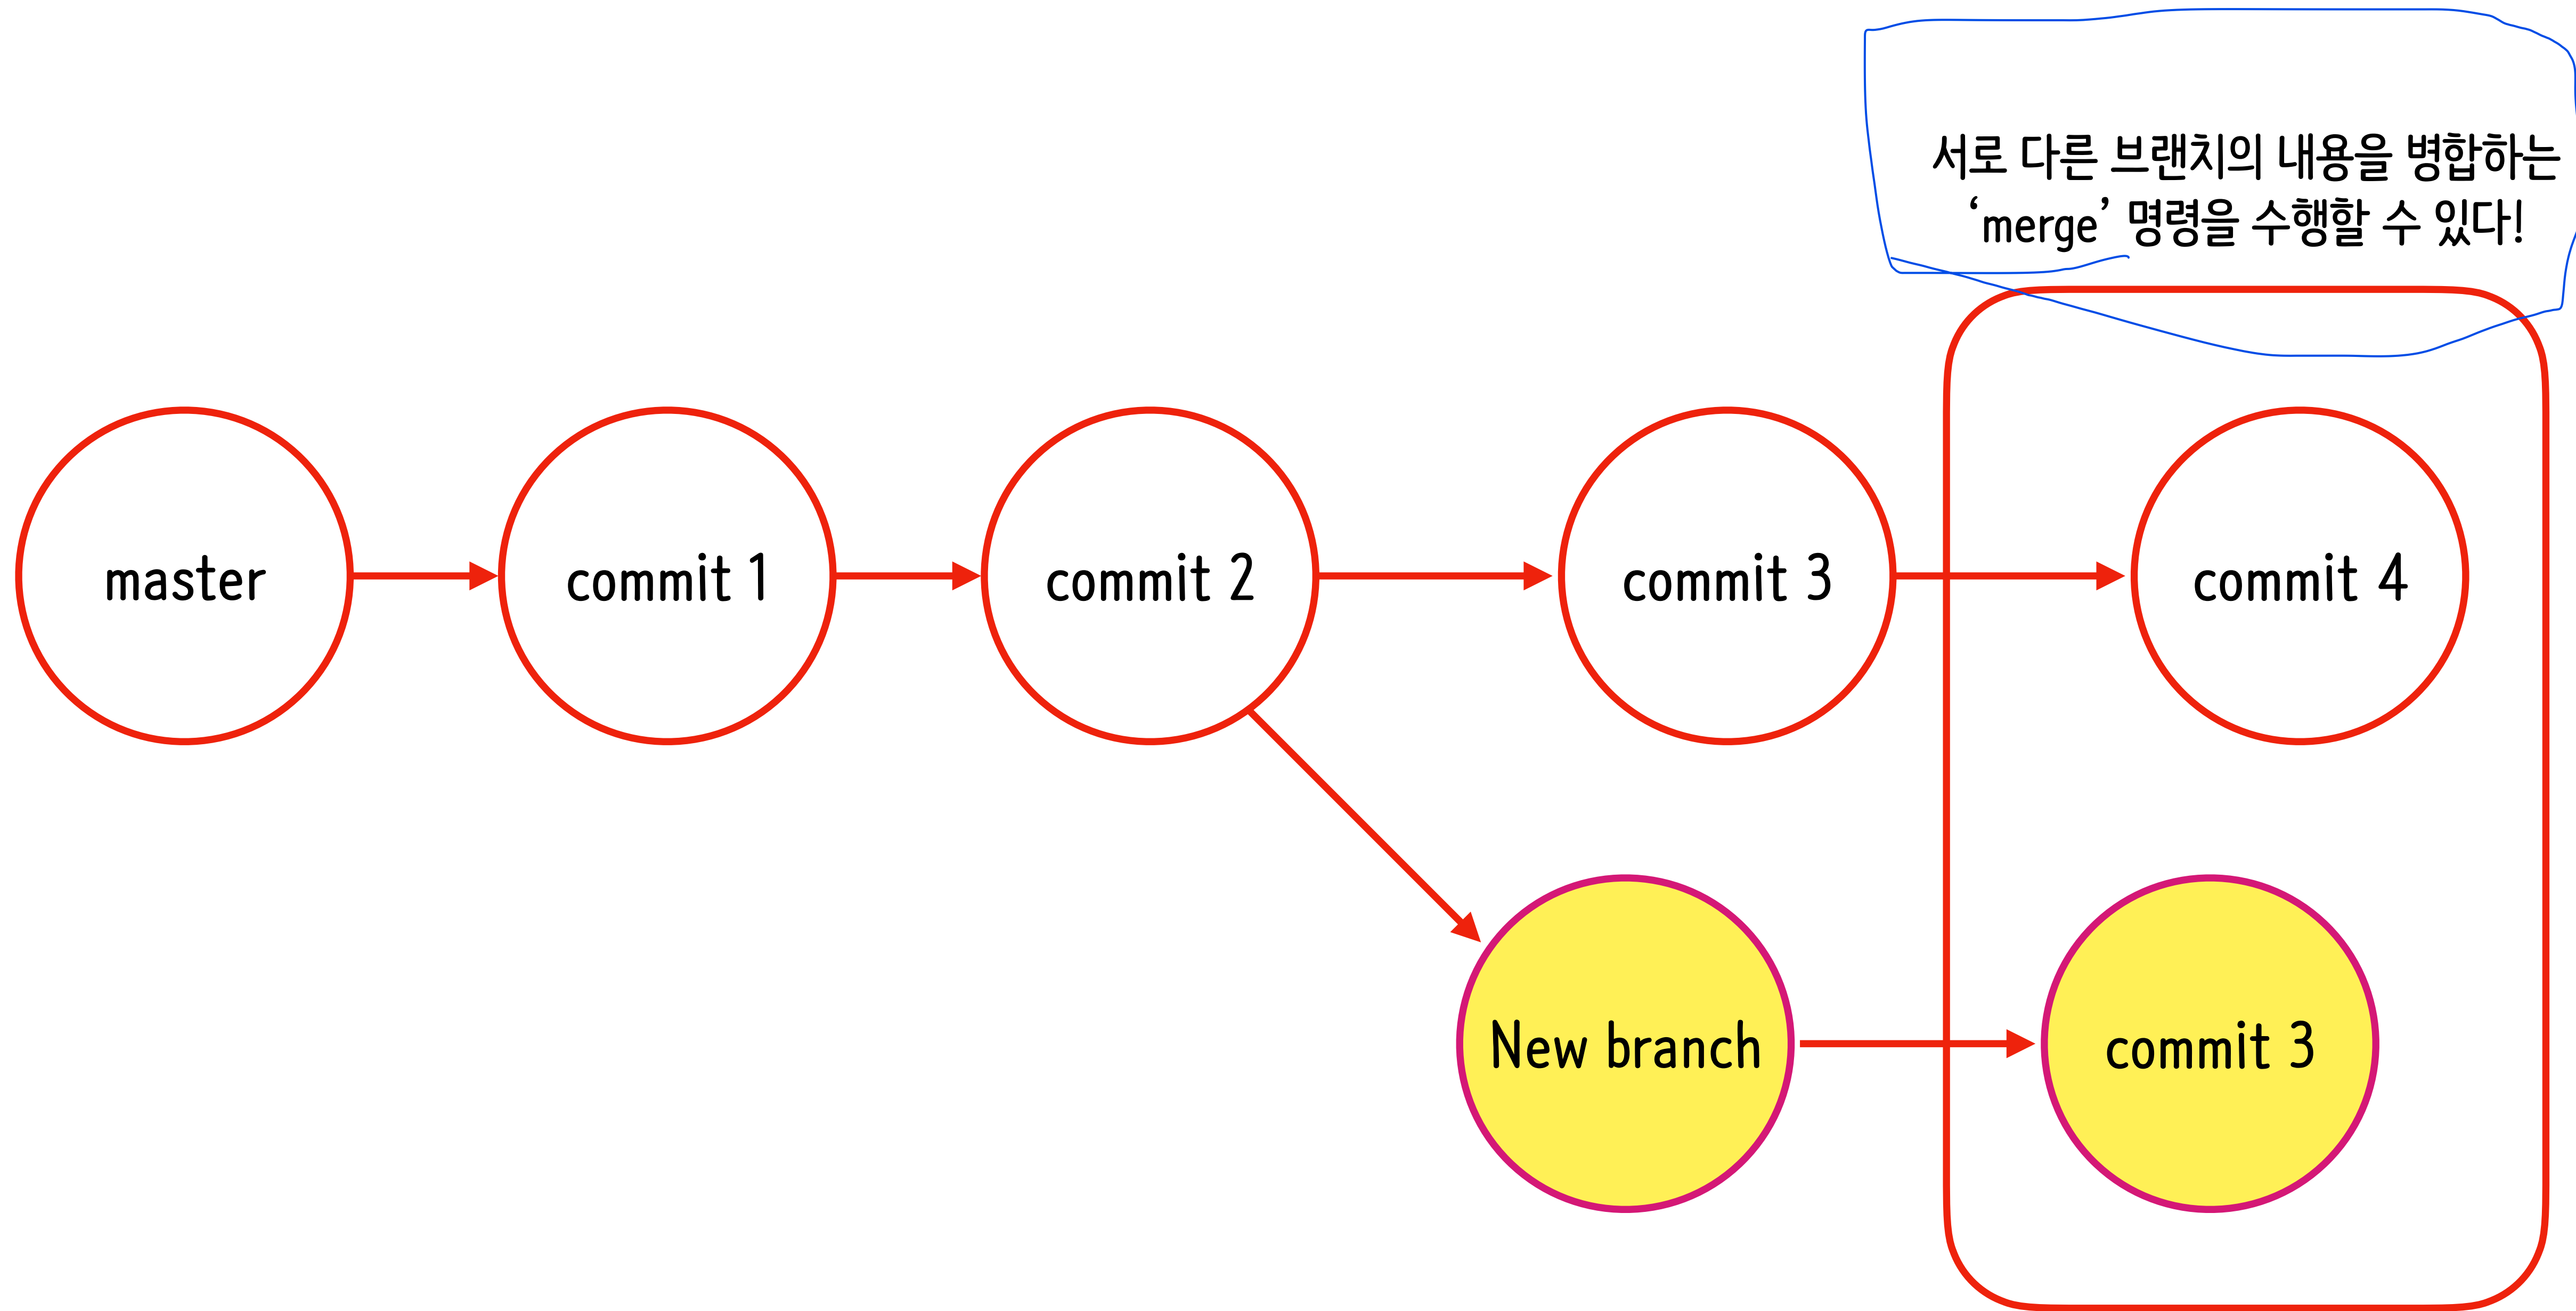 서로 다른 브랜치의 내용을 병합하는
‘merge’ 명령을 수행할 수 있다!
master
commit 1
commit 2
commit 3
commit 4
New branch
commit 3